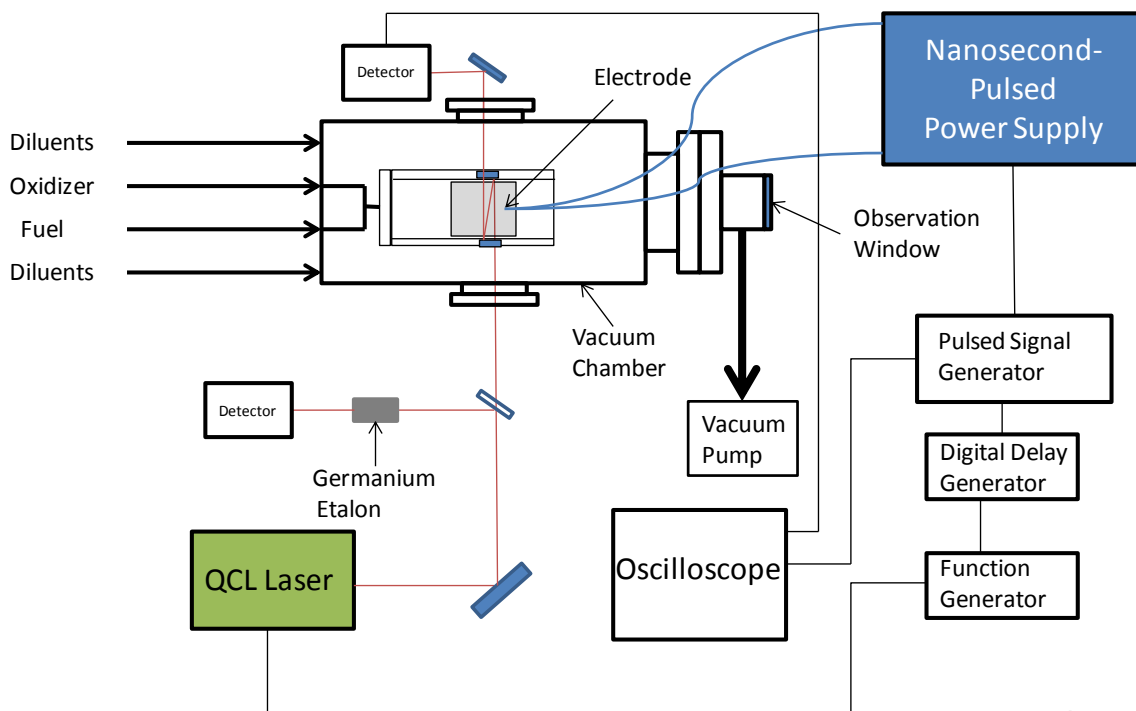 Detector
Electrode
Nanosecond-
Pulsed
Power Supply
Diluents
Oxidizer
Fuel
Diluents
Observation
Window
Vacuum
Chamber
Pulsed Signal
Generator
Detector
Germanium
Etalon
Vacuum
Pump
Digital Delay
Generator
QCL Laser
Oscilloscope
Function
Generator